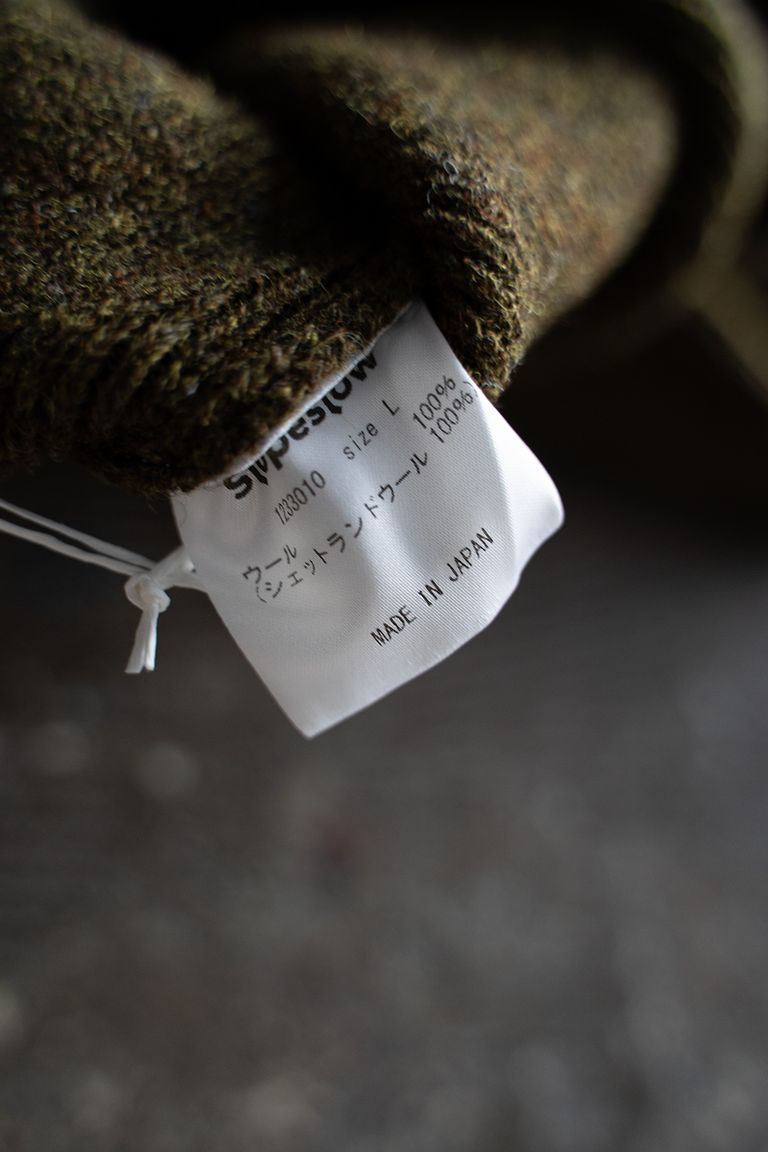 Slopeslow
1233010 size L
ウール 100%
(シェットランドウール 100%)
MADE IN JAPAN